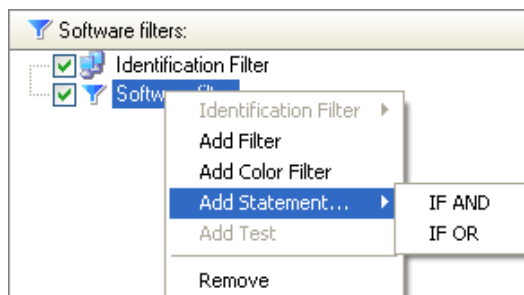 Software filters:
Identification Filter
Softw
Identification Filter
Add Filter
Add Color Filter
Add Statement...
IF AND
Add Test
IF OR
Remove